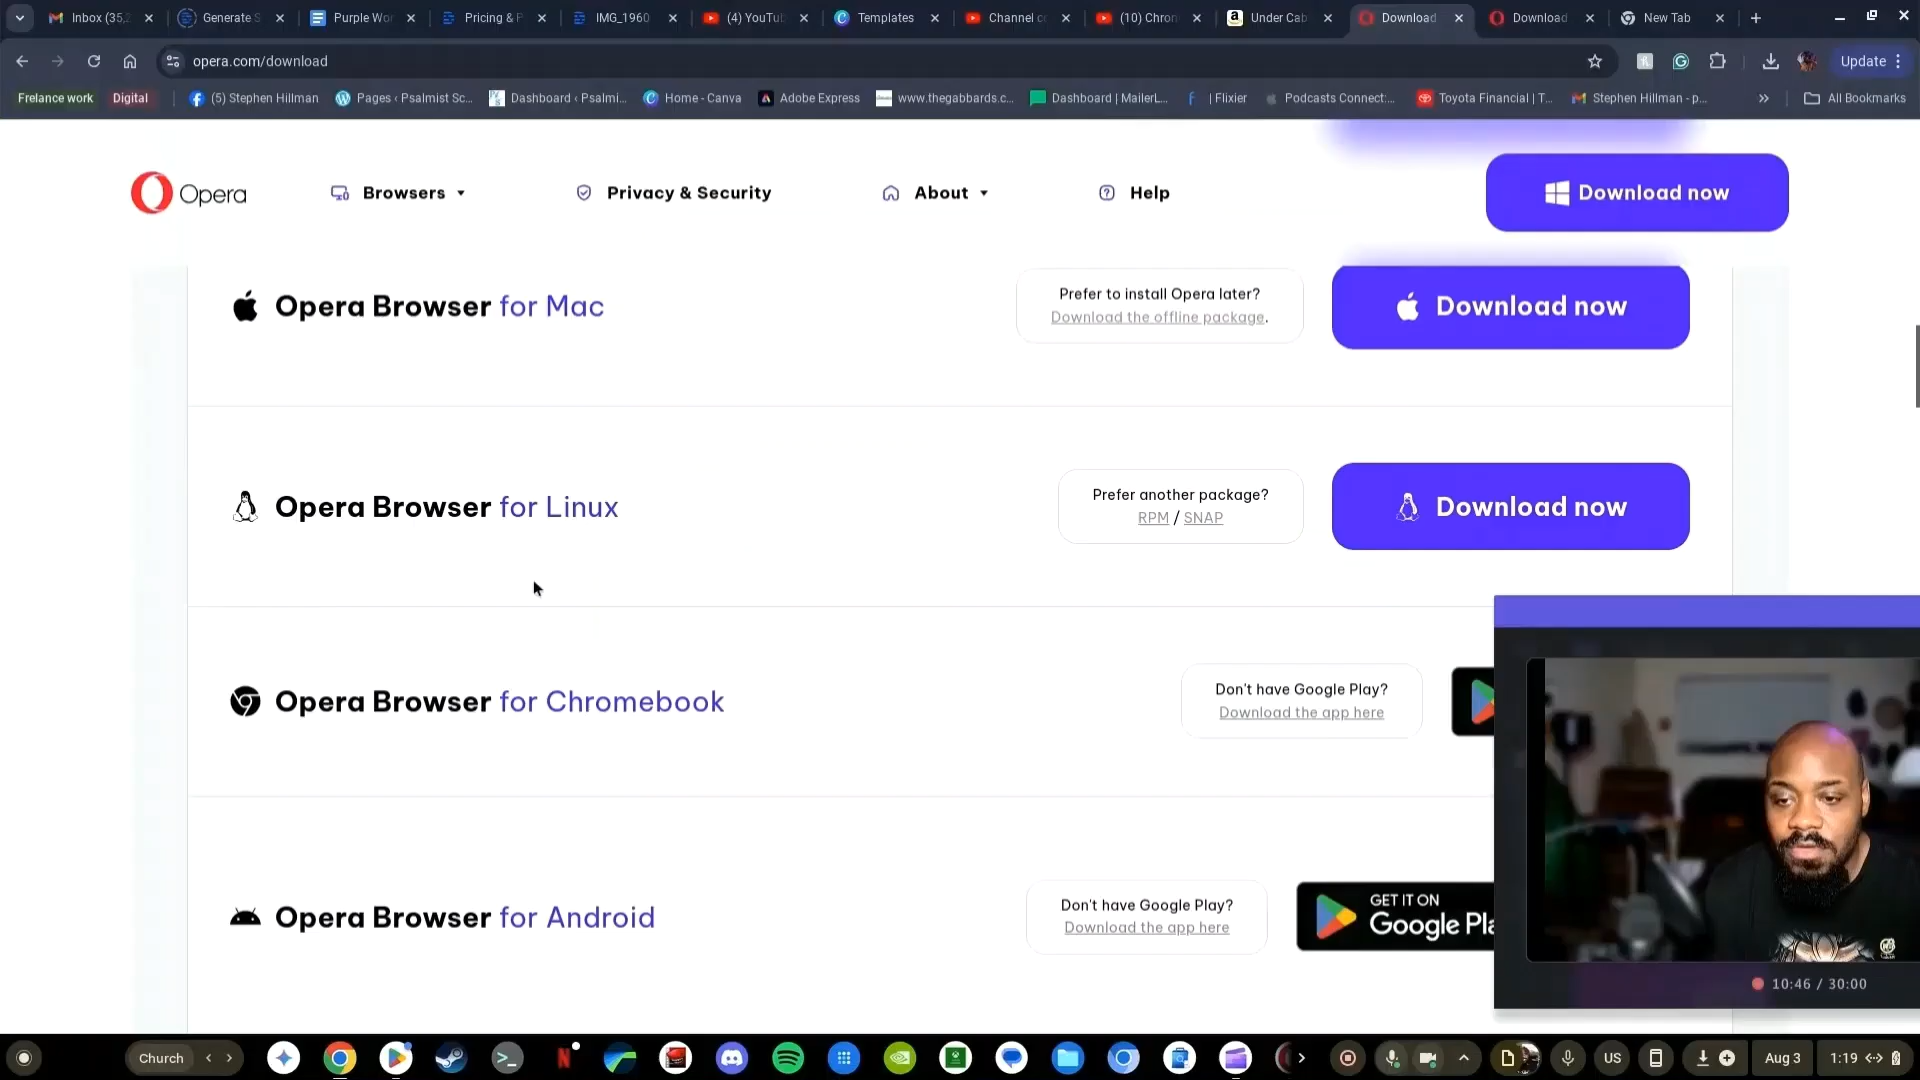 Inbox (35,2
Generate S
Purple Wor
Pricing & P
IMG_1960
(4) YouTub
Templates
Channel co
(10) Chrom
Under Cab
Download
Download
New Tab
opera.com/download
Update
Frelance work
Digital
(5) Stephen Hillman
Pages ‹ Psalmist Sc...
Dashboard ‹ Psalmi...
Home - Canva
Adobe Express
www.thegabbards.c...
Dashboard | MailerL...
| Flixier
Podcasts Connect:...
Toyota Financial | T...
Stephen Hillman - p...
All Bookmarks
Opera
Browsers
Privacy & Security
About
Help
Download now
Opera Browser for Mac
Prefer to install Opera later?
Download the offline package.
Download now
Opera Browser for Linux
Prefer another package?
RPM / SNAP
Download now
Opera Browser for Chromebook
Don't have Google Play?
Download the app here
Opera Browser for Android
Don't have Google Play?
Download the app here
GET IT ON
Google Pla
10:46 / 30:00
Church
US
Aug 3
1:19